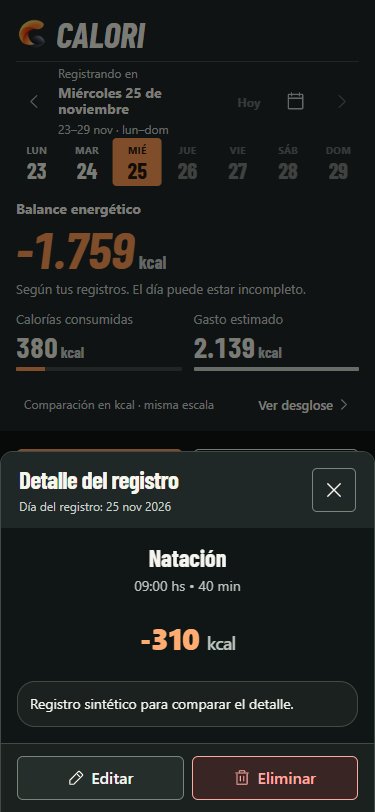 CALORI
Registrando en
Miércoles 25 de
noviembre
23–29 nov · lun–dom
Hoy
LUN MAR MIÉ JUE VIE SÁB DOM
23 24 25 26 27 28 29
Balance energético
-1.759 kcal
Según tus registros. El día puede estar incompleto.
Calorías consumidas Gasto estimado
380 kcal 2.139 kcal
Comparación en kcal · misma escala Ver desglose
Detalle del registro
Día del registro: 25 nov 2026
Natación
09:00 hs • 40 min
-310 kcal
Registro sintético para comparar el detalle.
Editar Eliminar